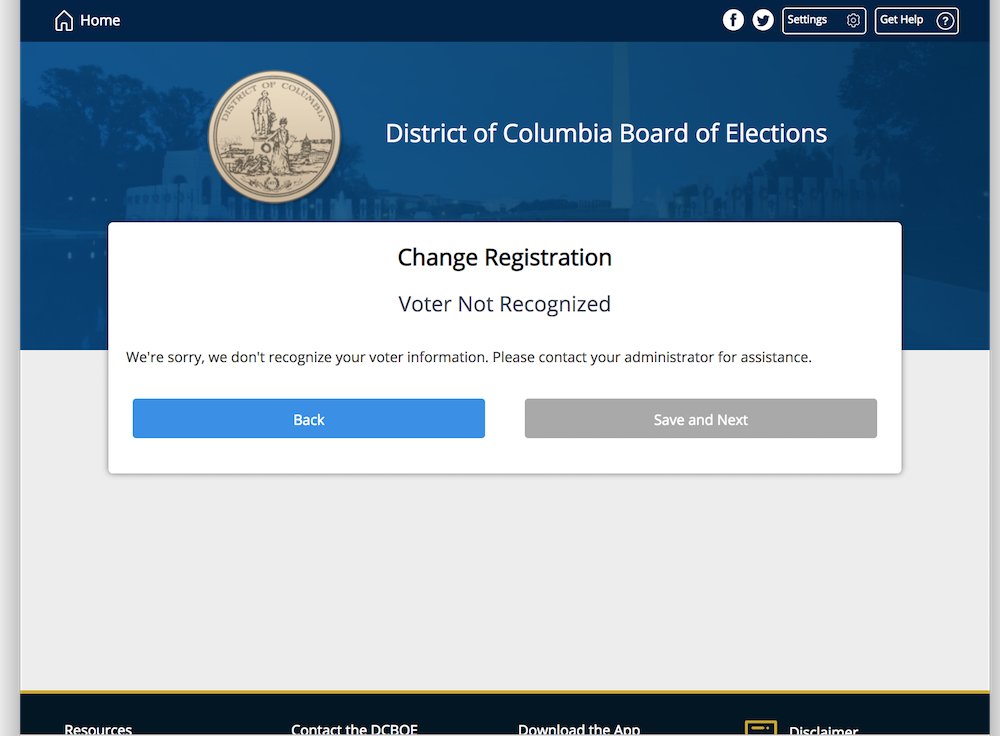 Home
Settings
Get Help
?
DISTRICT OF COLUMBIA
District of Columbia Board of Elections
Change Registration
Voter Not Recognized
We're sorry, we don't recognize your voter information. Please contact your administrator for assistance.
Back
Save and Next
Resources
Contact the DCBOE
Download the App
Disclaimer